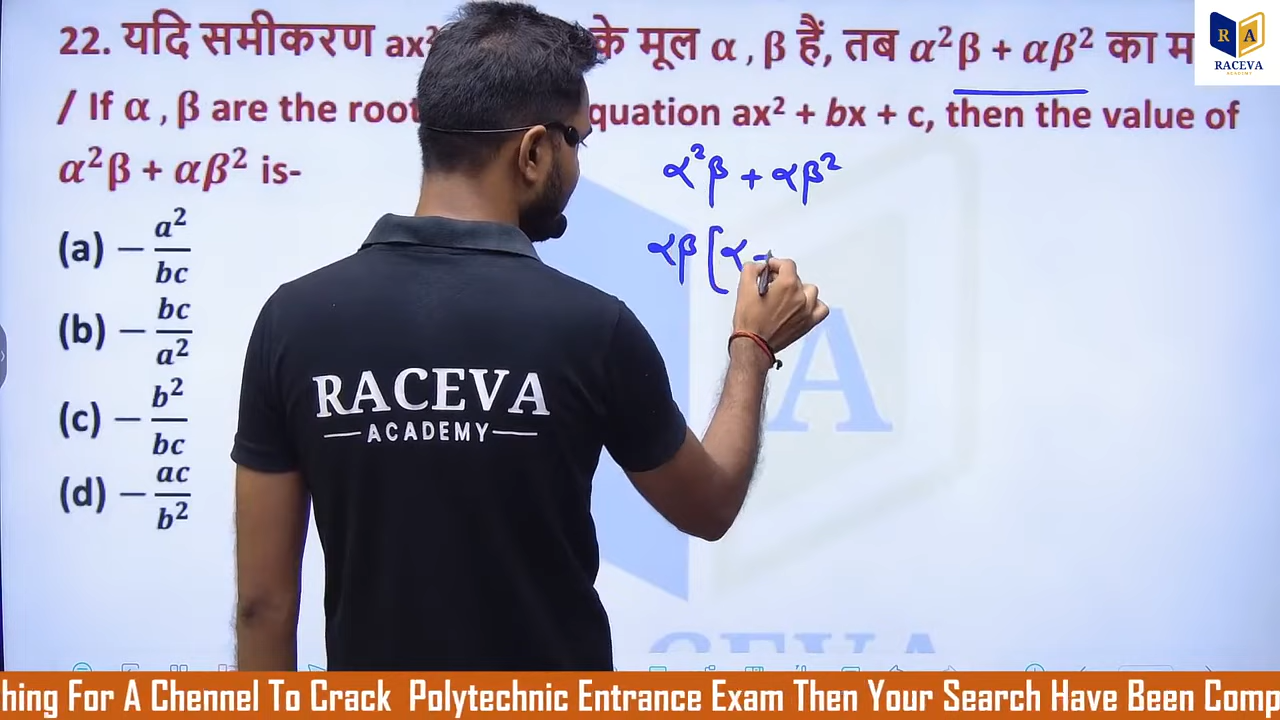 22. यदि समीकरण ax² के मूल α , β हैं, तब α²β + αβ² का
/ If α , β are the root quation ax² + bx + c, then the value of
α²β + αβ² is-
(a) − a²/bc
(b) − bc/a²
(c) − b²/bc
(d) − ac/b²
α²β + αβ²
αβ [α
RACEVA
ACADEMY
R A
RACEVA
ACADEMY
A
hing For A Chennel To Crack Polytechnic Entrance Exam Then Your Search Have Been Comp